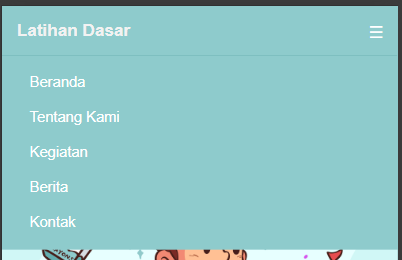 Latihan Dasar
Beranda
Tentang Kami
Kegiatan
Berita
Kontak